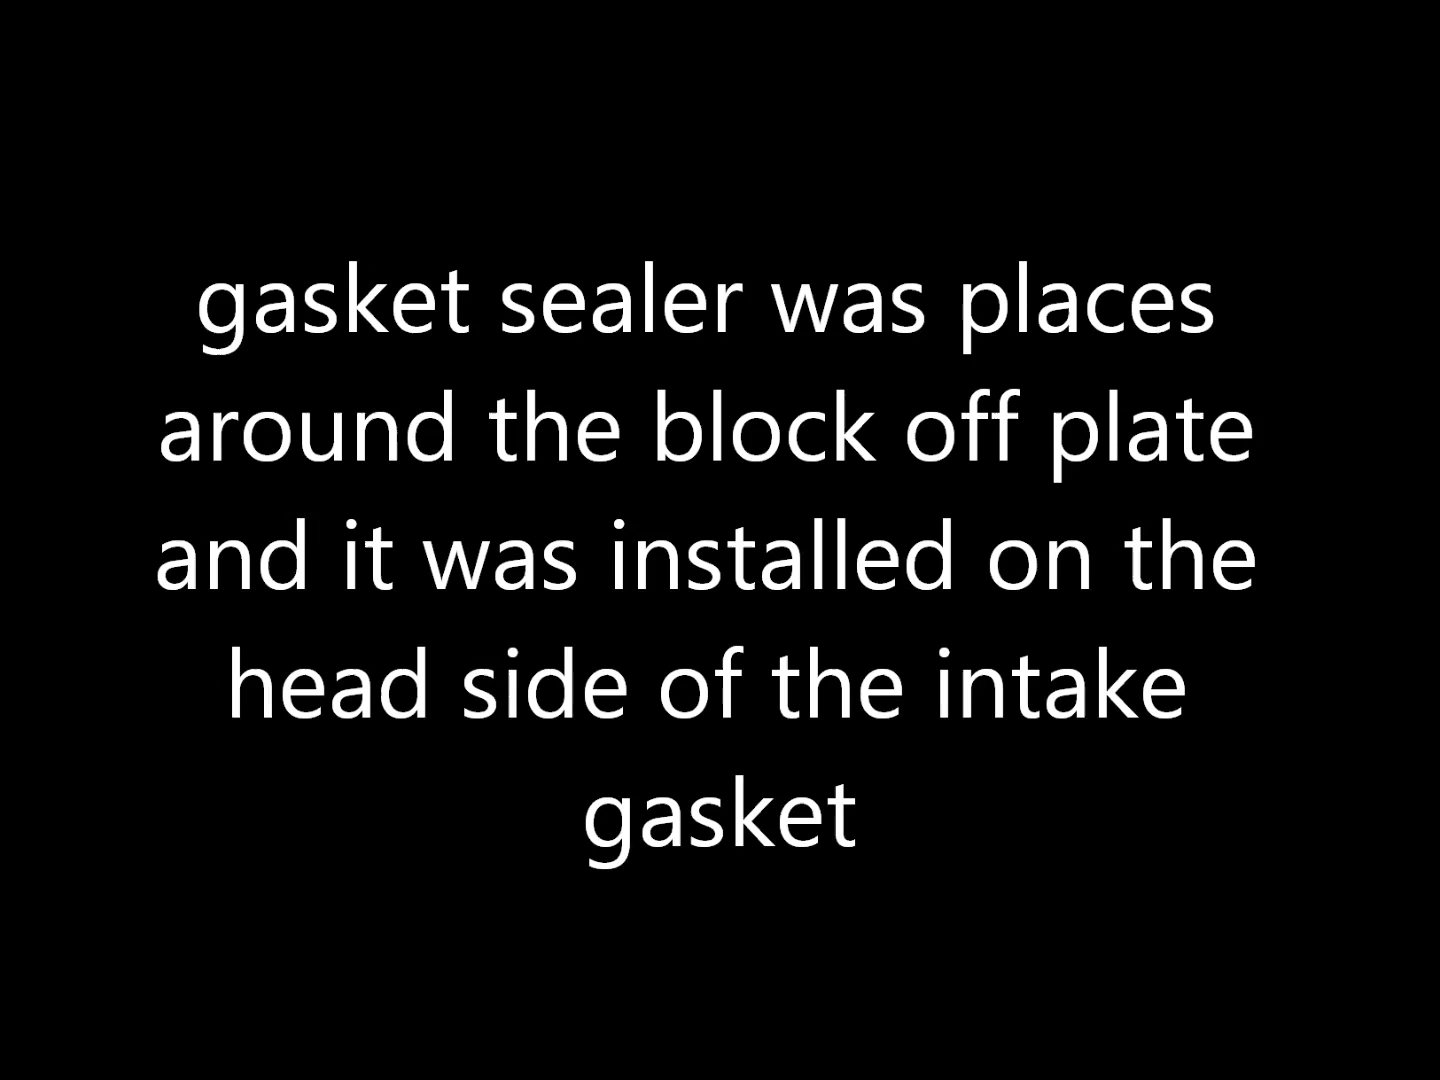 gasket sealer was places
around the block off plate
and it was installed on the
head side of the intake
gasket